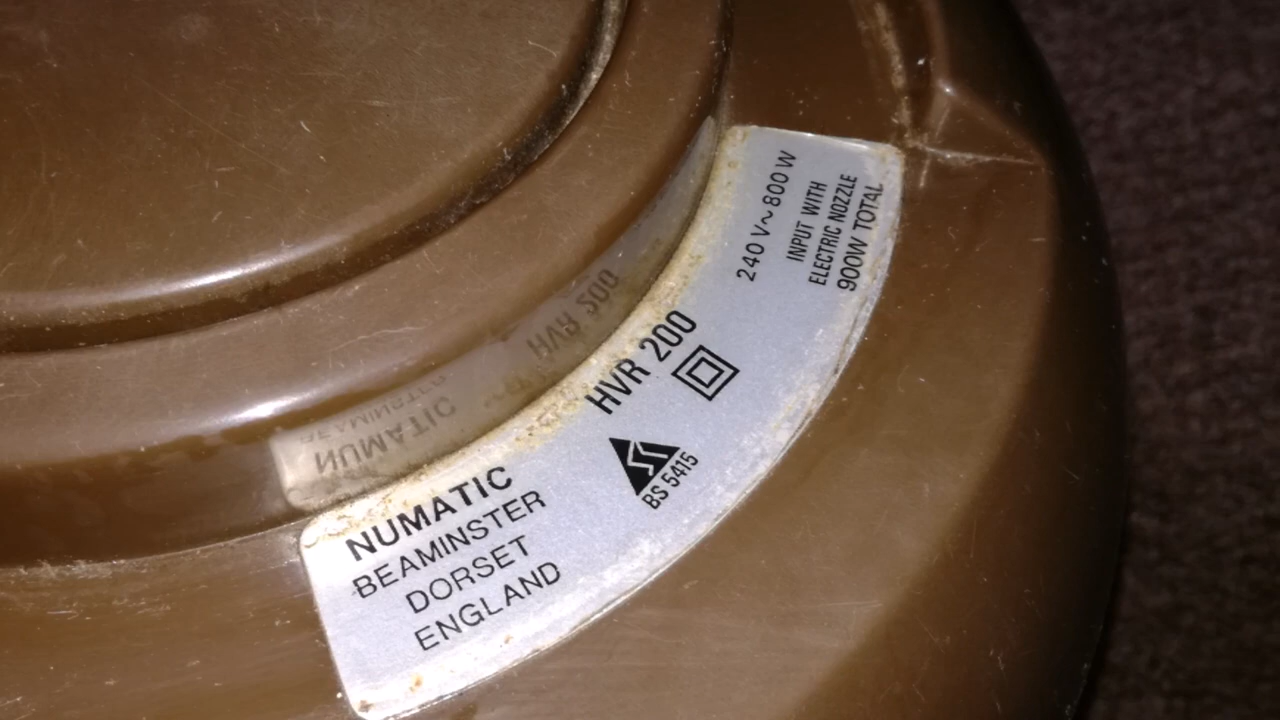 NUMATIC
BEAMINSTER
DORSET
ENGLAND
HVR 200
BS 5415
240 V~ 800 W
INPUT WITH
ELECTRIC NOZZLE
900W TOTAL